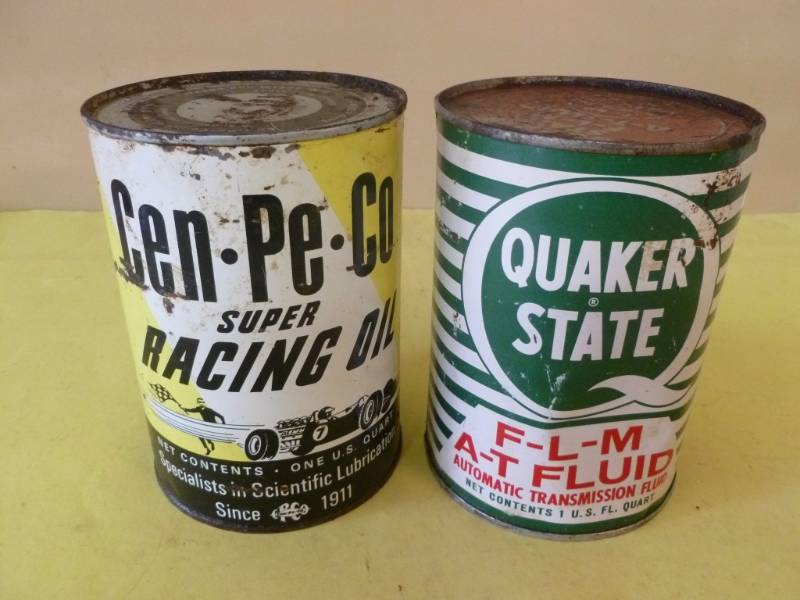 Cen·Pe·Co
SUPER
RACING OIL
7
NET CONTENTS · ONE U.S. QUART
Specialists in Scientific Lubrication
Since 1911
QUAKER
®
STATE
F-L-M
A-T FLUID
AUTOMATIC TRANSMISSION FLUID
NET CONTENTS 1 U.S. FL. QUART